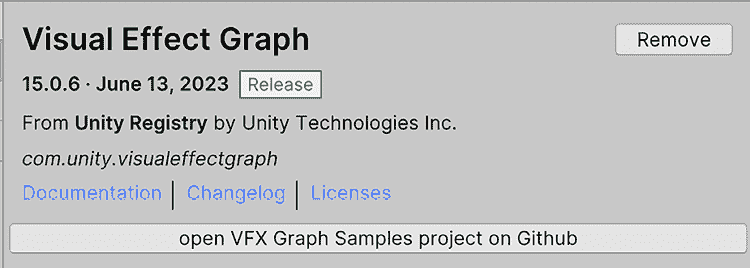 Visual Effect Graph
Remove
15.0.6 · June 13, 2023 Release
From Unity Registry by Unity Technologies Inc.
com.unity.visualeffectgraph
Documentation | Changelog | Licenses
open VFX Graph Samples project on Github